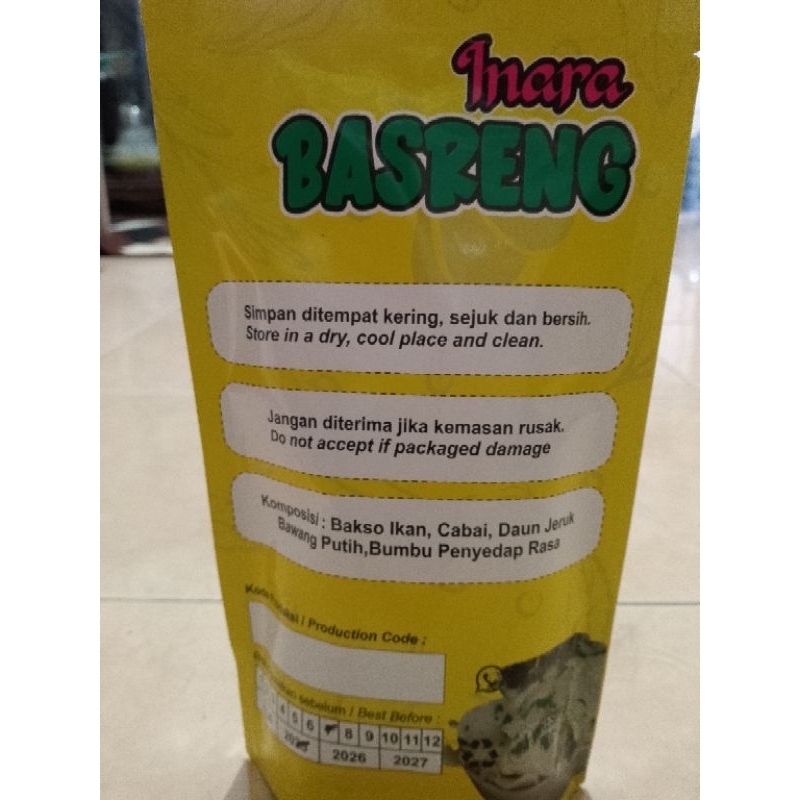 Inara
BASRENG
Simpan ditempat kering, sejuk dan bersih.
Store in a dry, cool place and clean.
Jangan diterima jika kemasan rusak.
Do not accept if packaged damage
Komposisi : Bakso Ikan, Cabai, Daun Jeruk
Bawang Putih,Bumbu Penyedap Rasa
/ Production Code :
sebelum / Best Before :
4 5 6 8 9 10 11 12
2026 2027